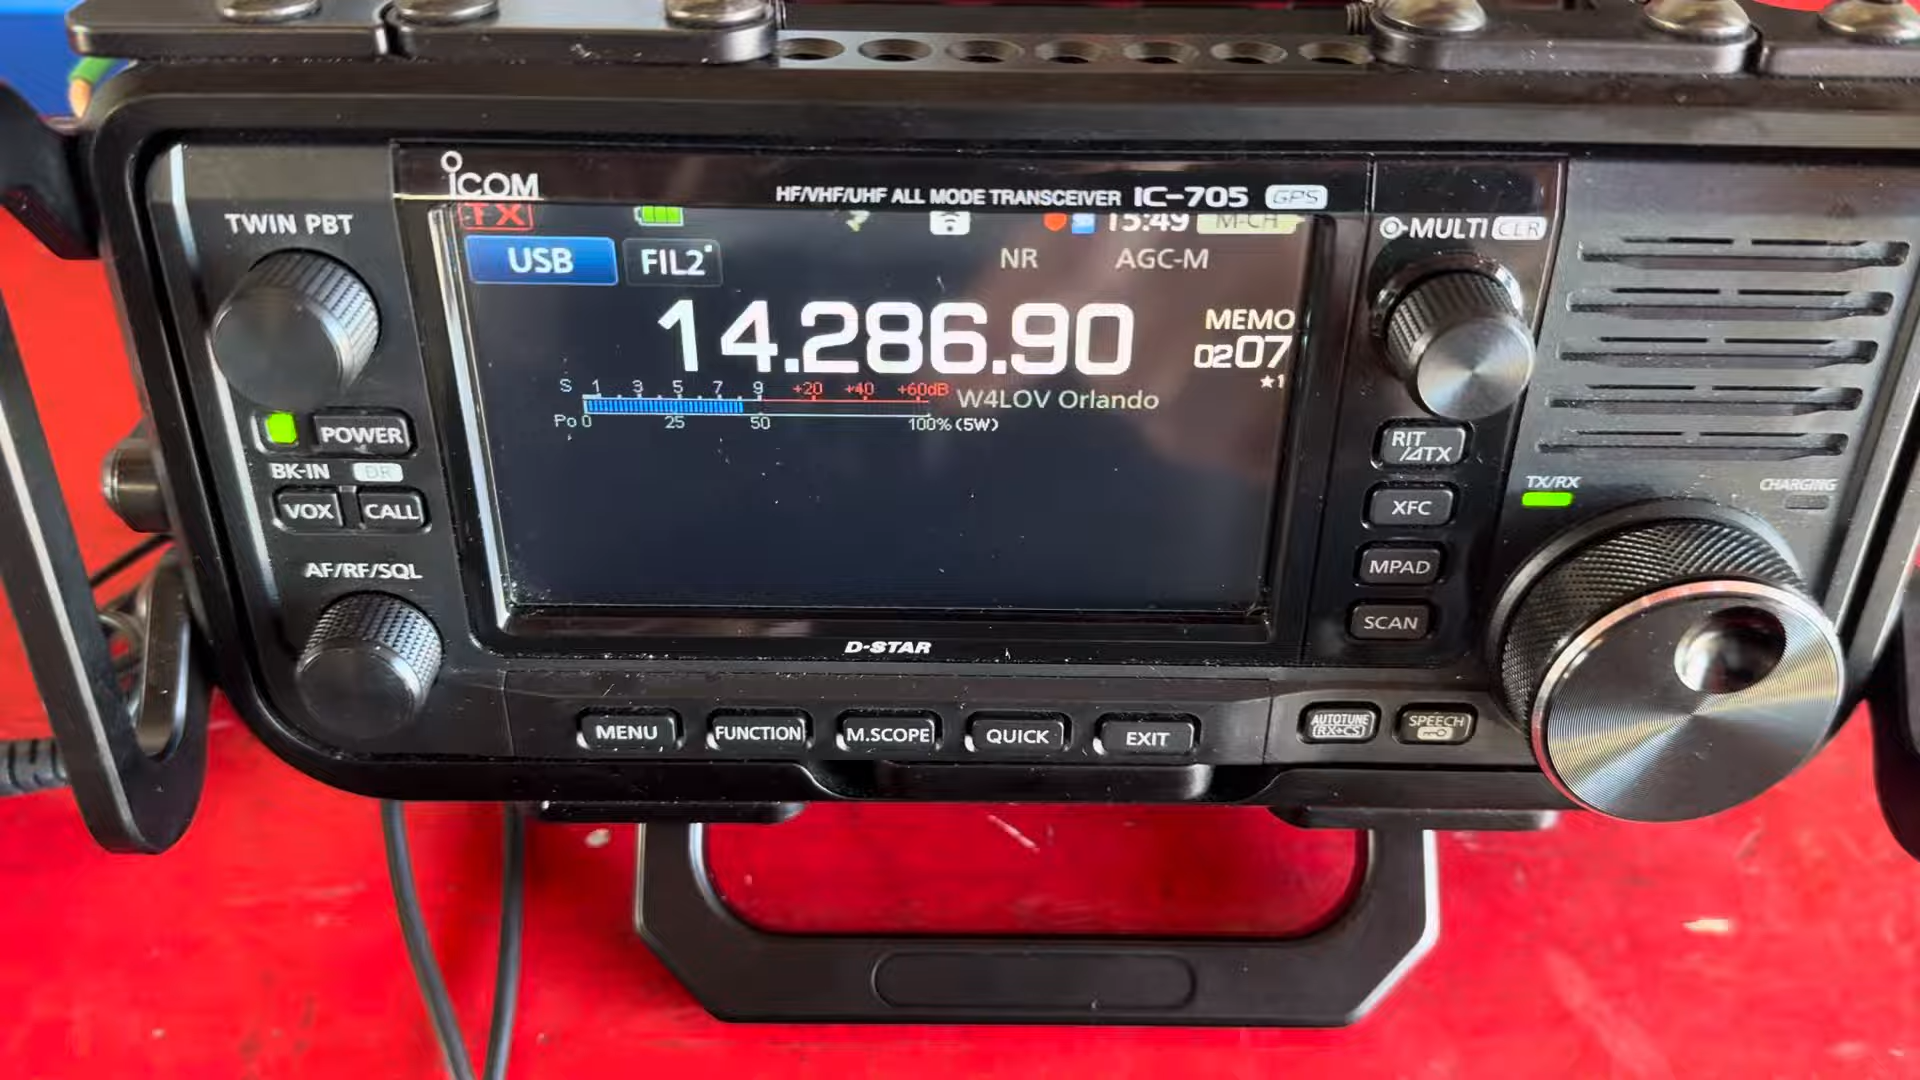 ICOM
HF/VHF/UHF ALL MODE TRANSCEIVER IC-705 GPS
TWIN PBT
MULTI CLR
TX 15:49 M-CH
USB FIL2 NR AGC-M
14.286.90
MEMO
0207
★1
S 1 3 5 7 9 +20 +40 +60dB
W4LOV Orlando
Po 0 25 50 100% (5W)
POWER
BK-IN DR
VOX CALL
AF/RF/SQL
RIT
/⊿TX
XFC
MPAD
SCAN
TX/RX
CHARGING
D-STAR
MENU FUNCTION M.SCOPE QUICK EXIT
AUTOTUNE
RX→CS
SPEECH